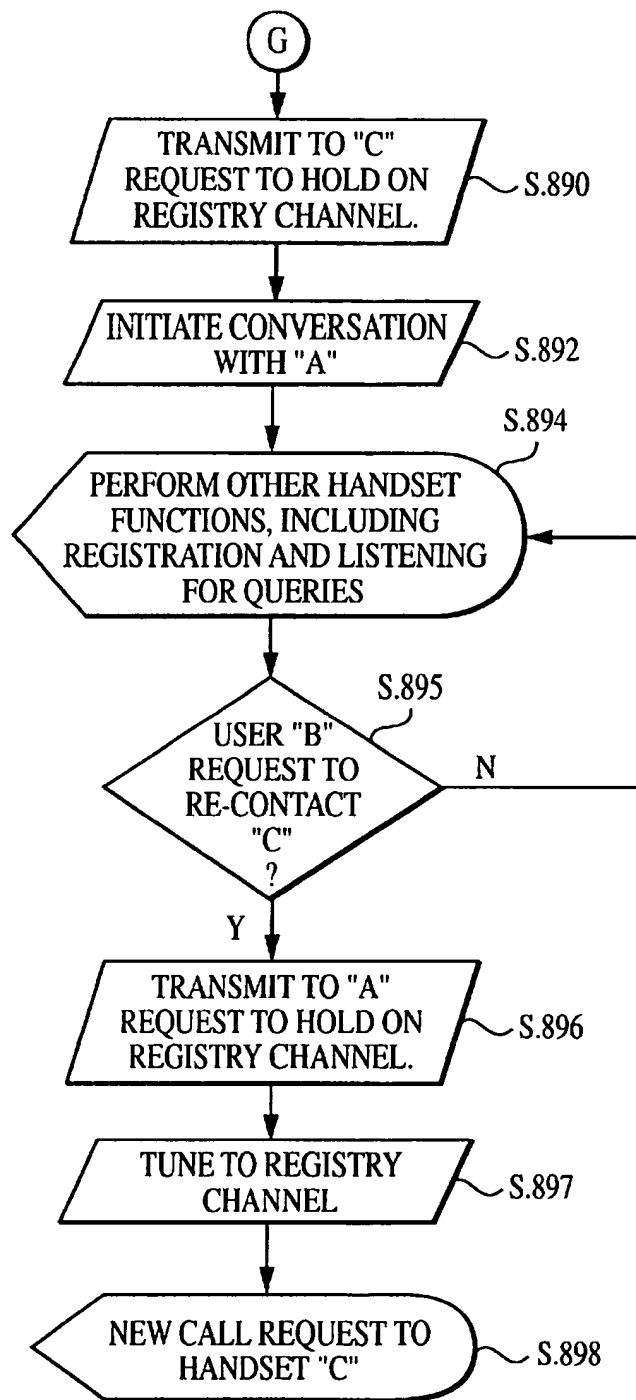 G
TRANSMIT TO "C"
REQUEST TO HOLD ON
REGISTRY CHANNEL.
S.890
INITIATE CONVERSATION
WITH "A"
S.892
S.894
PERFORM OTHER HANDSET
FUNCTIONS, INCLUDING
REGISTRATION AND LISTENING
FOR QUERIES
S.895
USER "B"
REQUEST TO
RE-CONTACT
"C"
?
N
Y
TRANSMIT TO "A"
REQUEST TO HOLD ON
REGISTRY CHANNEL.
S.896
TUNE TO REGISTRY
CHANNEL
S.897
NEW CALL REQUEST TO
HANDSET "C"
S.898